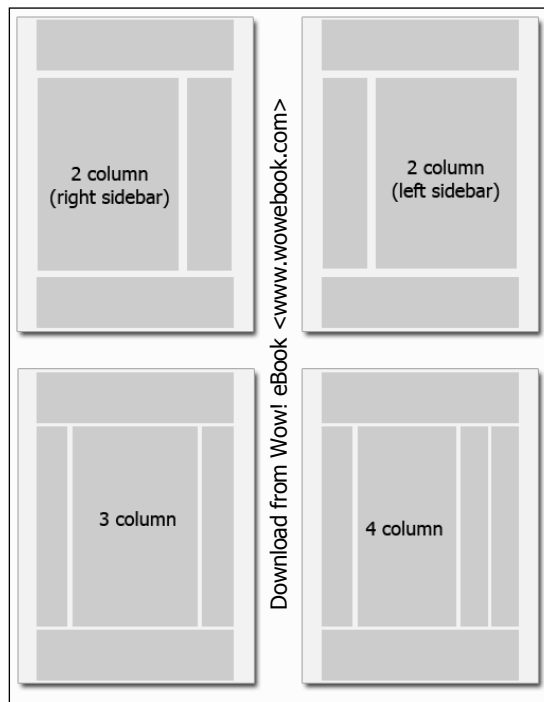 2 column
(right sidebar)
2 column
(left sidebar)
Download from Wow! eBook <www.wowebook.com>
3 column
4 column